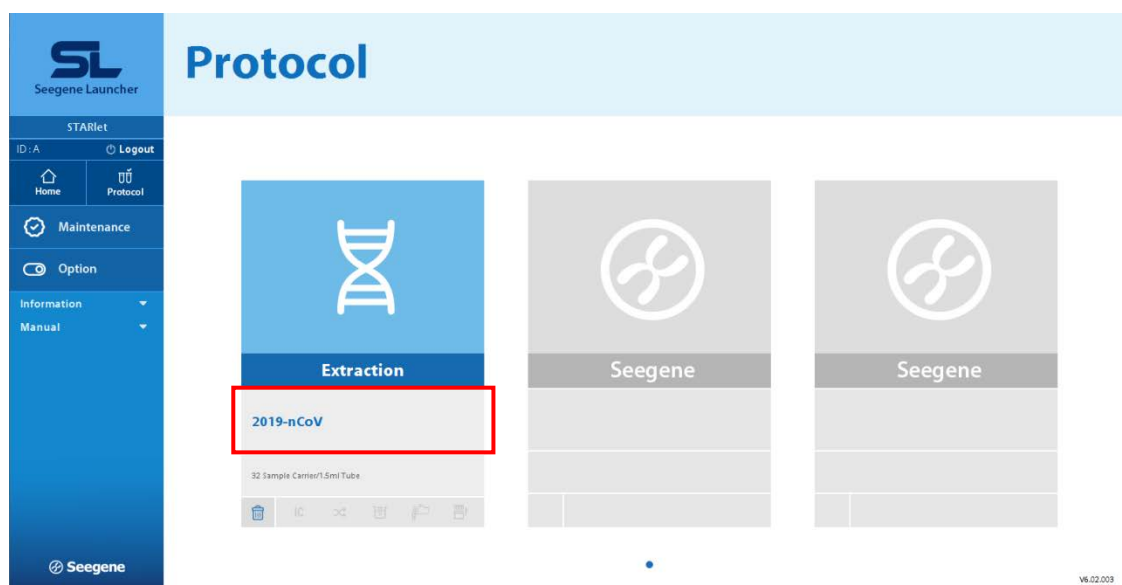 SL
Seegene Launcher
Protocol
STARlet
ID : A
Logout
Home
Protocol
Maintenance
Option
Information
Manual
Extraction
2019-nCoV
32 Sample Carrier/1.5ml Tube
IC
Seegene
Seegene
Seegene
V6.02.003